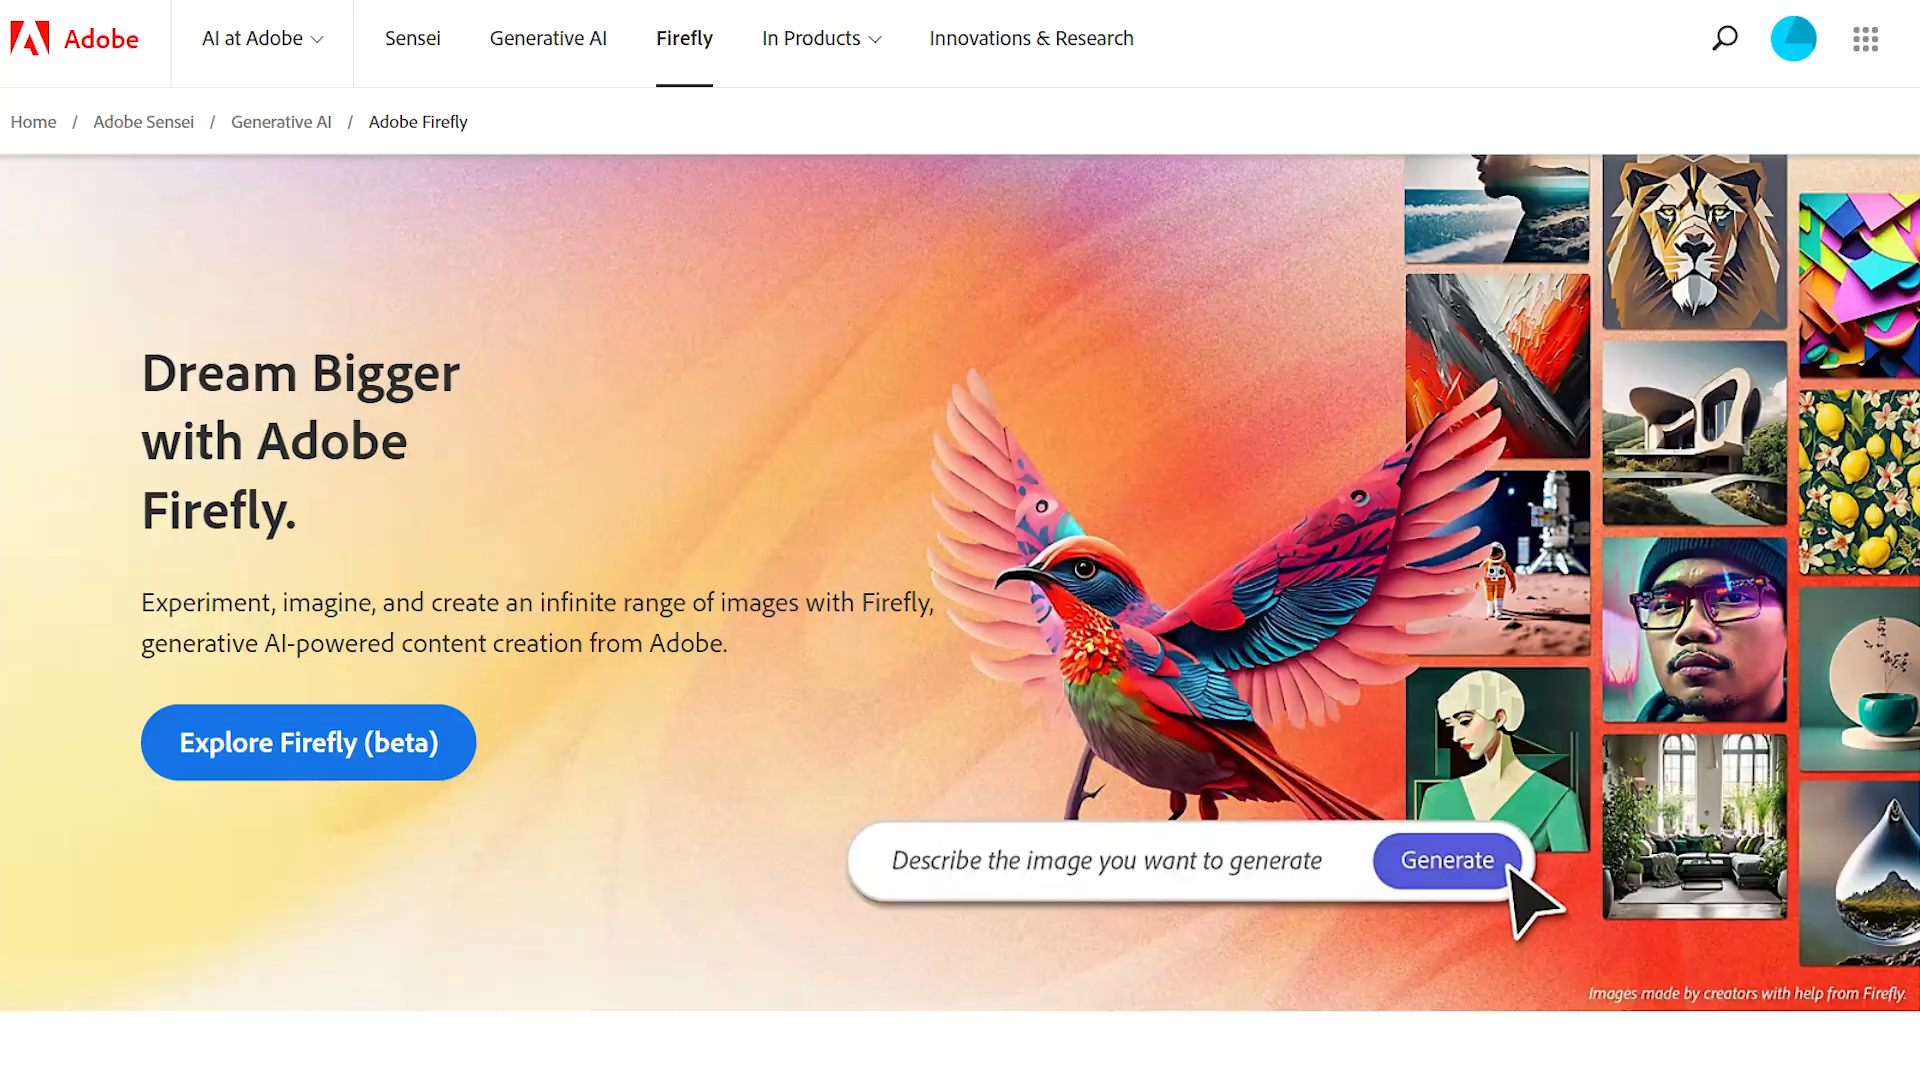 Adobe
AI at Adobe
Sensei
Generative AI
Firefly
In Products
Innovations & Research
Home / Adobe Sensei / Generative AI / Adobe Firefly
Dream Bigger
with Adobe
Firefly.
Experiment, imagine, and create an infinite range of images with Firefly,
generative AI-powered content creation from Adobe.
Explore Firefly (beta)
Describe the image you want to generate
Generate
Images made by creators with help from Firefly.